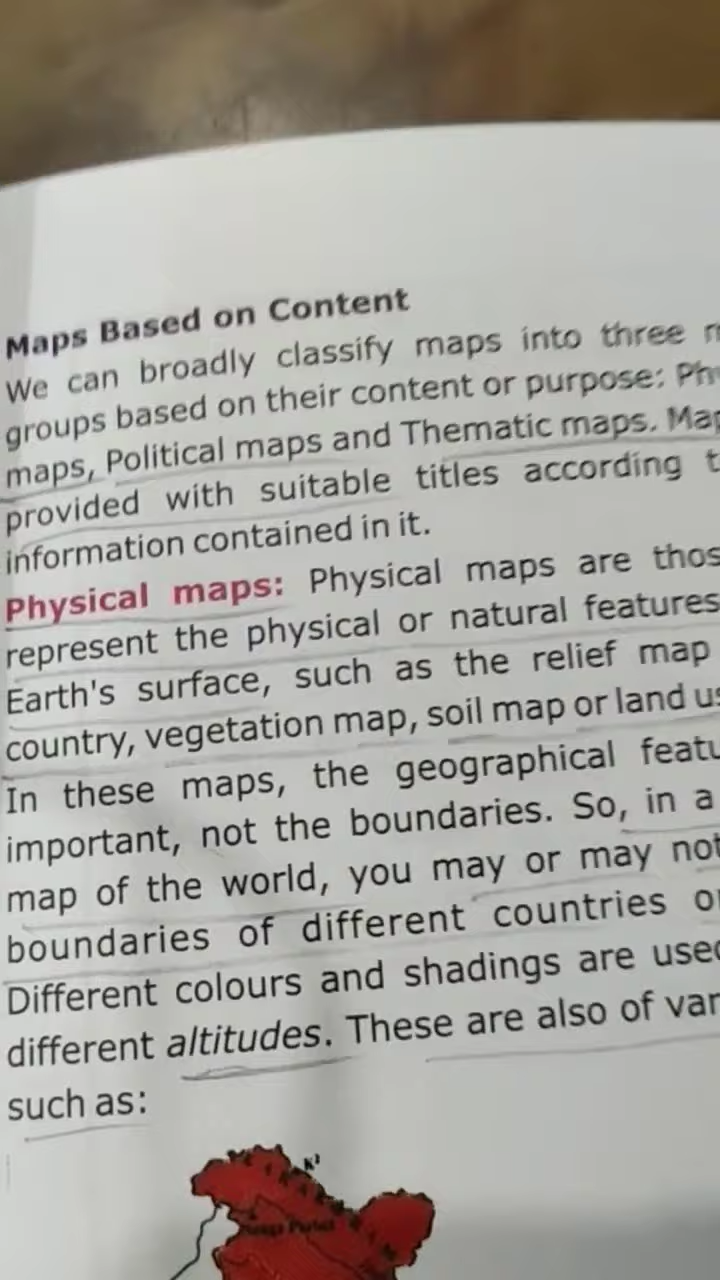 Maps Based on Content
We can broadly classify maps into three
groups based on their content or purpose:
maps, Political maps and Thematic maps.
provided with suitable titles according
information contained in it.
Physical maps: Physical maps are
represent the physical or natural features
Earth's surface, such as the relief map
country, vegetation map, soil map or land
In these maps, the geographical
important, not the boundaries. So, in a
map of the world, you may or may not
boundaries of different countries
Different colours and shadings are
different altitudes. These are also of
such as:
K²